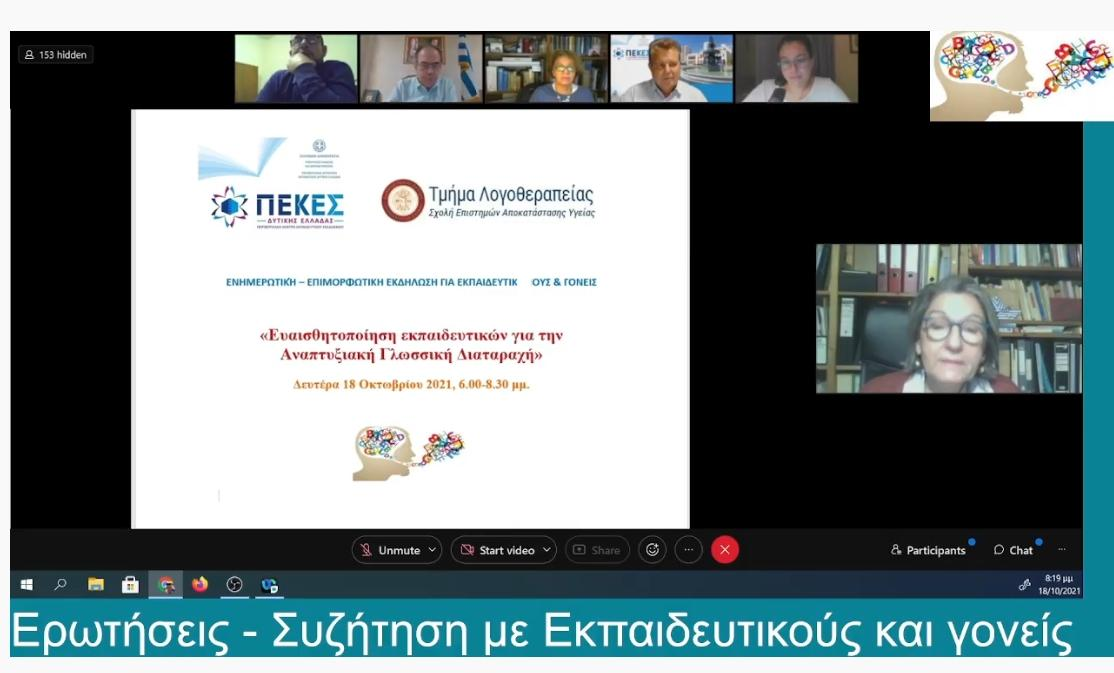 153 hidden
ΠΕΚΕΣ
ΠΕΚΕΣ
ΔΥΤΙΚΗΣ ΕΛΛΑΔΑΣ
Τμήμα Λογοθεραπείας
Σχολή Επιστημών Αποκατάστασης Υγείας
ΕΝΗΜΕΡΩΤΙΚΉ – ΕΠΙΜΟΡΦΩΤΙΚΗ ΕΚΔΗΛΩΣΗ ΓΙΑ ΕΚΠΑΙΔΕΥΤΙΚ ΟΥΣ & ΓΟΝΕΙΣ
«Ευαισθητοποίηση εκπαιδευτικών για την
Αναπτυξιακή Γλωσσική Διαταραχή»
Δευτέρα 18 Οκτωβρίου 2021, 6.00-8.30 μμ.
Unmute
Start video
Share
Participants
Chat
8:19 μμ
18/10/2021
Ερωτήσεις - Συζήτηση με Εκπαιδευτικούς και γονείς